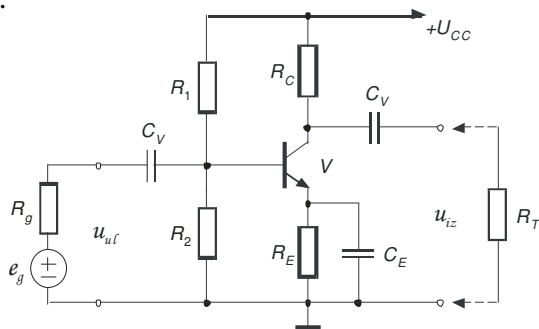 +U_CC
R_1
R_C
C_V
C_V
V
R_g
u_ul
R_2
R_E
C_E
u_iz
R_T
e_g